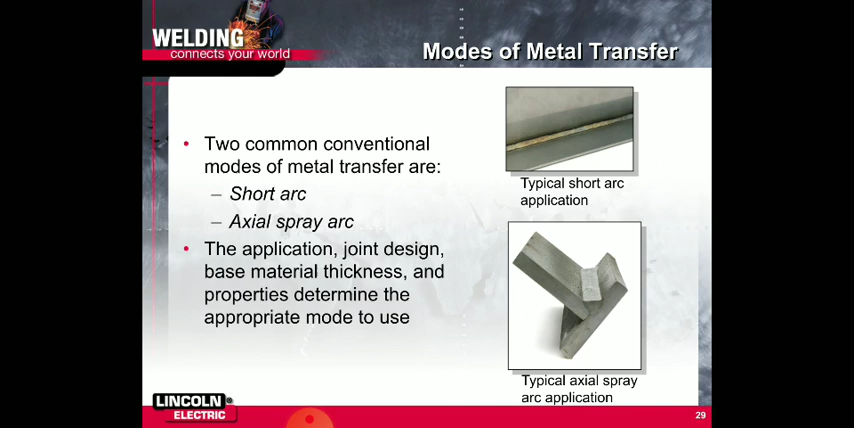 WELDING
connects your world
Modes of Metal Transfer
• Two common conventional
modes of metal transfer are:
– Short arc
– Axial spray arc
• The application, joint design,
base material thickness, and
properties determine the
appropriate mode to use
Typical short arc
application
Typical axial spray
arc application
LINCOLN
ELECTRIC
29